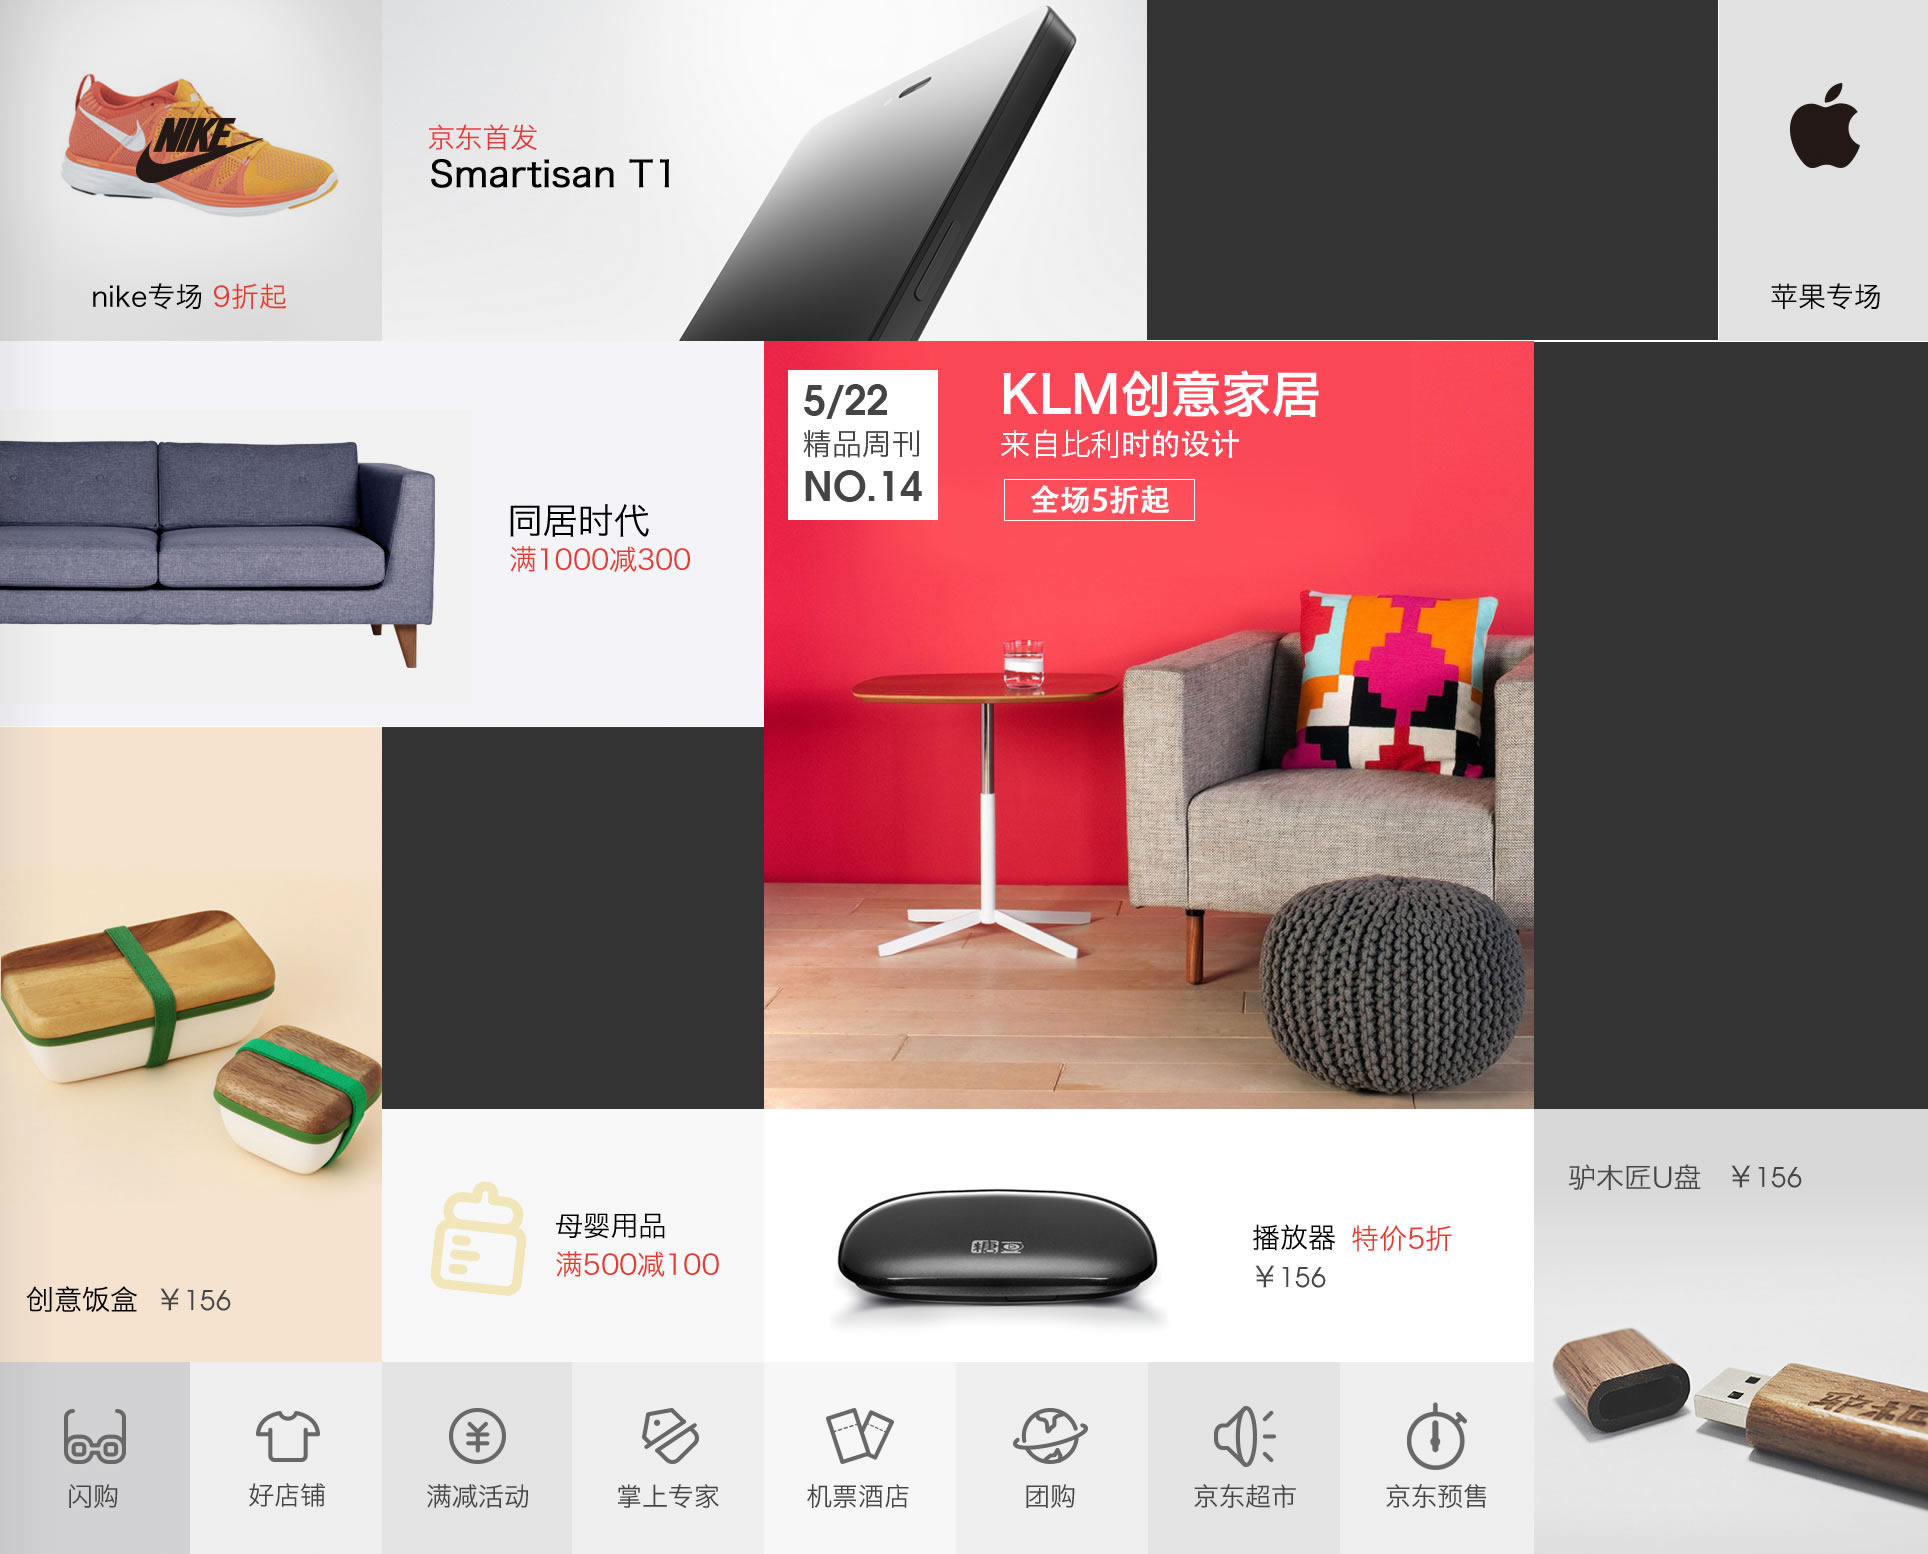 NIKE
nike专场 9折起
京东首发
Smartisan T1
苹果专场
同居时代
满1000减300
5/22
精品周刊
NO.14
KLM创意家居
来自比利时的设计
全场5折起
创意饭盒 ￥156
母婴用品
满500减100
播放器 特价5折
￥156
驴木匠U盘 ￥156
闪购
好店铺
满减活动
掌上专家
机票酒店
团购
京东超市
京东预售